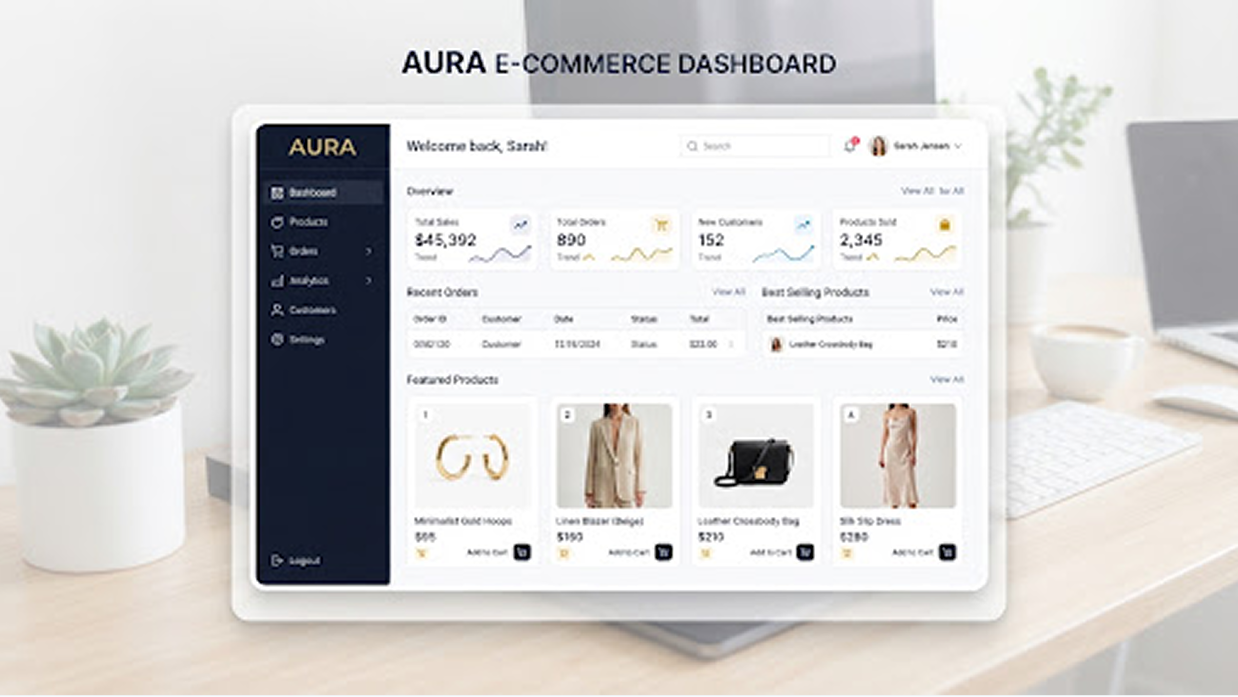 AURA E-COMMERCE DASHBOARD
AURA
Dashboard
Products
Orders
Analytics
Customers
Settings
Logout
Welcome back, Sarah!
Search
Sarah Jensen
Overview
View All for All
Total Sales
$45,392
Trend
Total Orders
890
Trend
New Customers
152
Trend
Products Sold
2,345
Trend
Recent Orders
View All
Order ID Customer Date Status Total
Customer Status
Best Selling Products
View All
Best Selling Products Price
Leather Crossbody Bag $210
Featured Products
View All
1
Minimalist Gold Hoops
Add to Cart
2
Linen Blazer (Beige)
Add to Cart
3
Leather Crossbody Bag
$210
Add to Cart
Silk Slip Dress
$280
Add to Cart